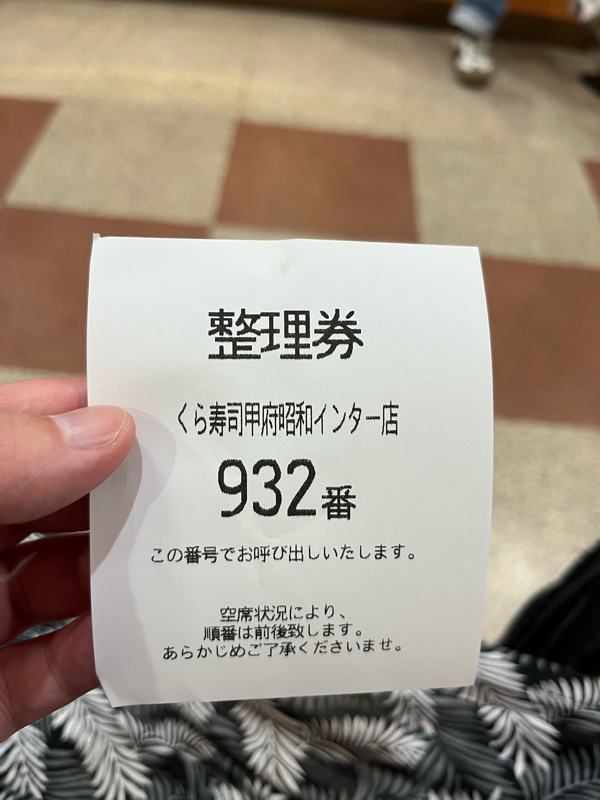 整理券
くら寿司甲府昭和インター店
932番
この番号でお呼び出しいたします。
空席状況により、
順番は前後致します。
あらかじめご了承くださいませ。